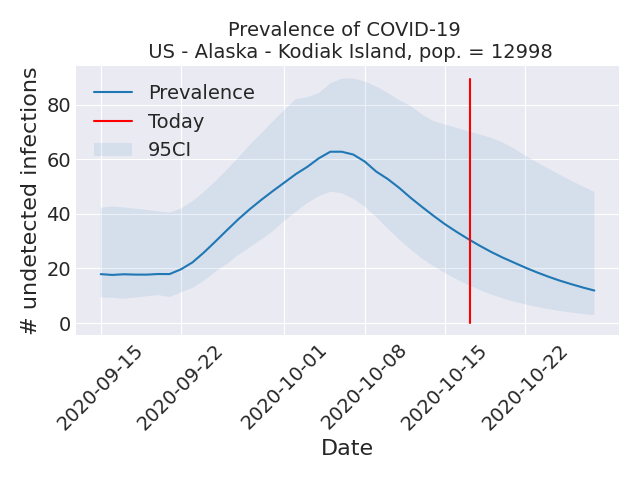 Prevalence of COVID-19
US - Alaska - Kodiak Island, pop. = 12998
# undetected infections
80
60
40
20
0
Prevalence
Today
95CI
2020-09-15
2020-09-22
2020-10-01
2020-10-08
2020-10-15
2020-10-22
Date